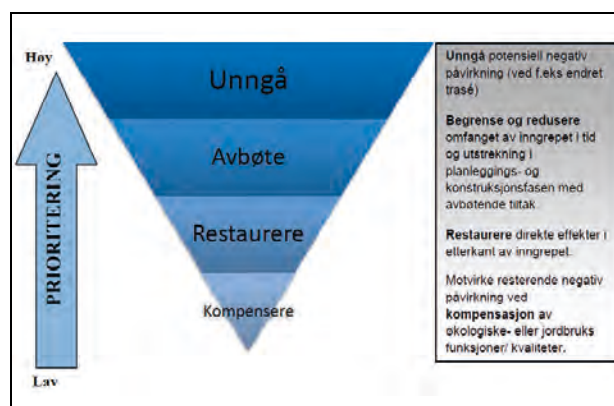 Høy
PRIORITERING
Lav
Unngå
Avbøte
Restaurere
Kompensere
Unngå potensiell negativ
påvirkning (ved f.eks endret
trasé)
Begrense og redusere
omfanget av inngrepet i tid
og utstrekning i
planleggings- og
konstruksjonsfasen med
avbøtende tiltak.
Restaurere direkte effekter i
etterkant av inngrepet.
Motvirke resterende negativ
påvirkning ved
kompensasjon av
økologiske- eller jordbruks
funksjoner/ kvaliteter.